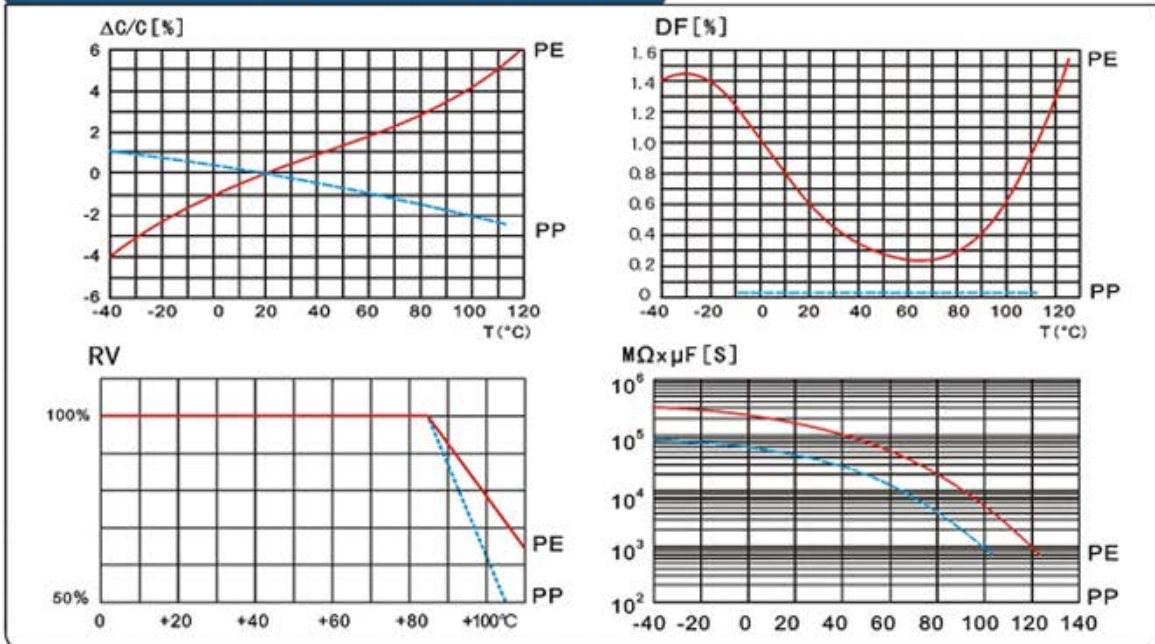 ΔC/C[%]
6
4
2
0
-2
-4
-6
PE
PP
-40 -20 0 20 40 60 80 100 120
T(°C)
DF[%]
1.6
1.4
1.2
1.0
0.8
0.6
0.4
0.2
0
PE
PP
-40 -20 0 20 40 60 80 100 120
T(°C)
RV
100%
50%
PE
PP
0 +20 +40 +60 +80 +100℃
MΩ×μF[S]
10⁶
10⁵
10⁴
10³
10²
PE
PP
-40 -20 0 20 40 60 80 100 120 140